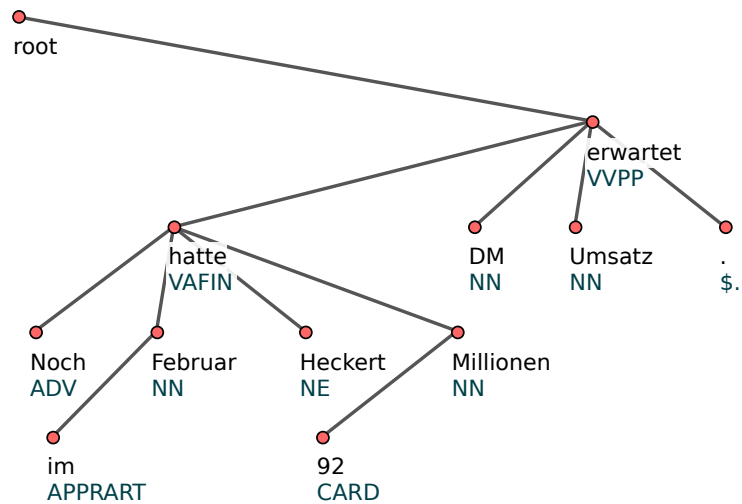 root
erwartet
VVPP
hatte
VAFIN
DM
NN
Umsatz
NN
.
$.
Noch
ADV
Februar
NN
Heckert
NE
Millionen
NN
im
APPRART
92
CARD